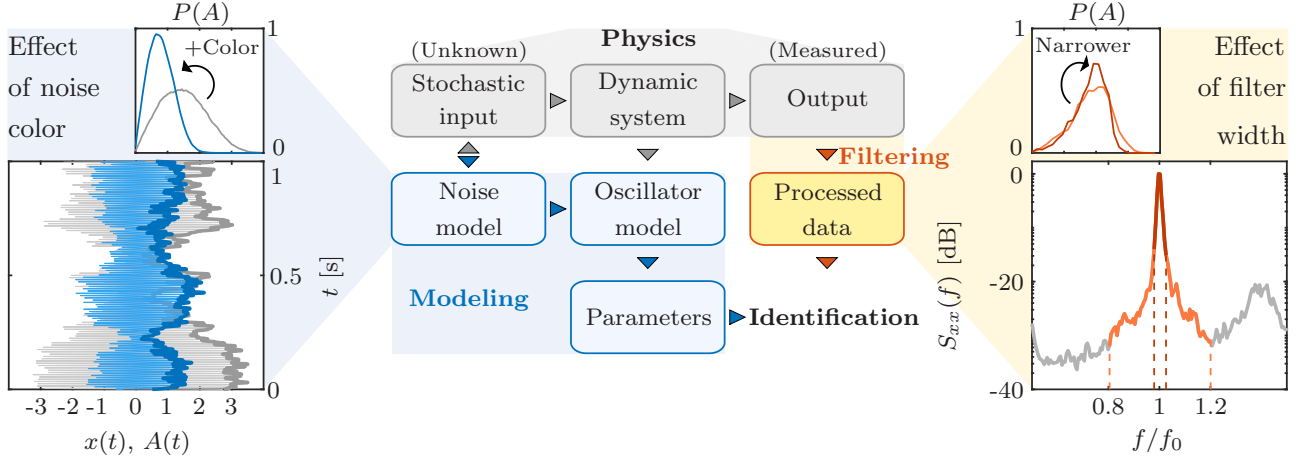 P(A)
1
Effect
of noise
color
+Color
0
1
0.5
0
t [s]
-3 -2 -1 0 1 2 3
x(t), A(t)
Physics
(Unknown)
(Measured)
Stochastic
input
Dynamic
system
Output
Filtering
Noise
model
Oscillator
model
Processed
data
Modeling
Parameters
Identification
P(A)
1
Narrower
Effect
of filter
width
0
0
-20
-40
S_{xx}(f) [dB]
0.8 1 1.2
f/f_0